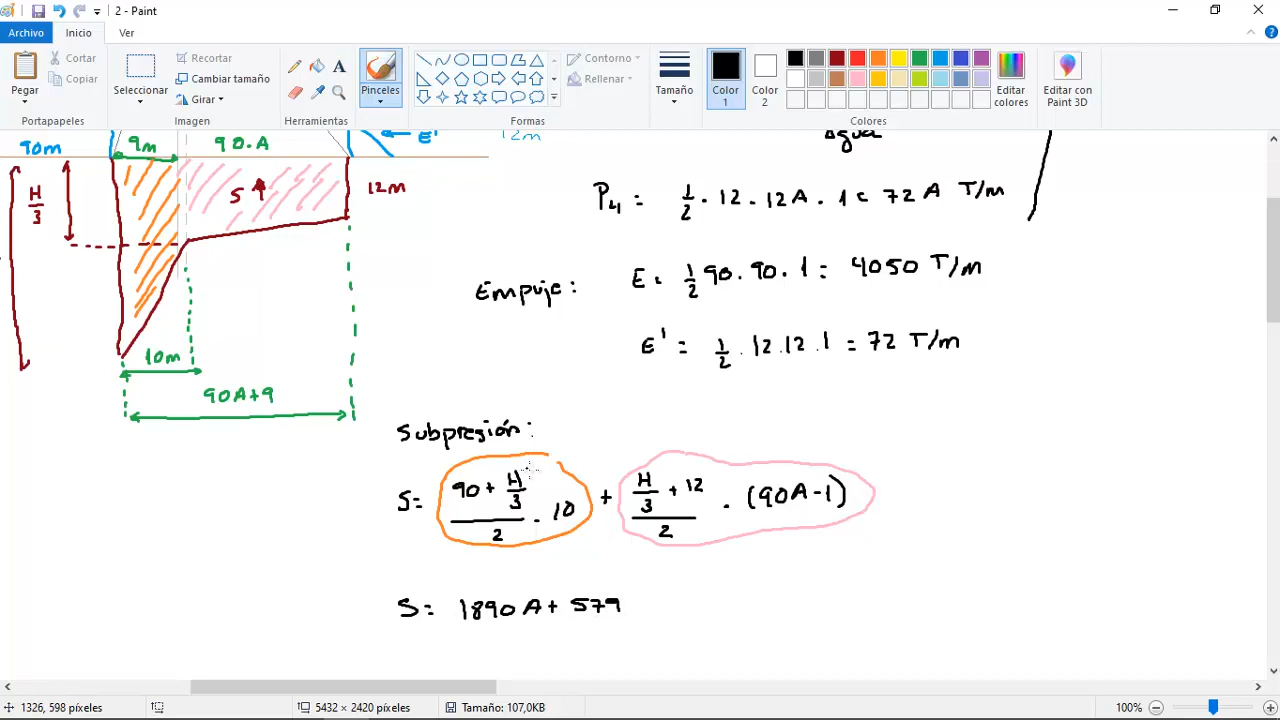 2 - Paint
Archivo Inicio Ver
Pegar
Cortar
Copiar
Portapapeles
Seleccionar
Recortar
Cambiar tamaño
Girar
Imagen
A
Herramientas
Pinceles
Contorno
Rellenar
Formas
Tamaño
Color 1
Color 2
Colores
Editar colores
Editar con Paint 3D
90m
9m
90.A
E'
12m
Agua
H/3
S
12m
P4 = 1/2 . 12 . 12A . 1 = 72 A T/m
Empuje: E = 1/2 90 . 90 . 1 = 4050 T/m
E' = 1/2 . 12 . 12 . 1 = 72 T/m
10m
90A+9
Subpresión:
S = (90 + H/3)/2 . 10 + (H/3 + 12)/2 . (90A-1)
S = 1890A + 579
1326, 598 píxeles
5432 × 2420 píxeles
Tamaño: 107,0KB
100%